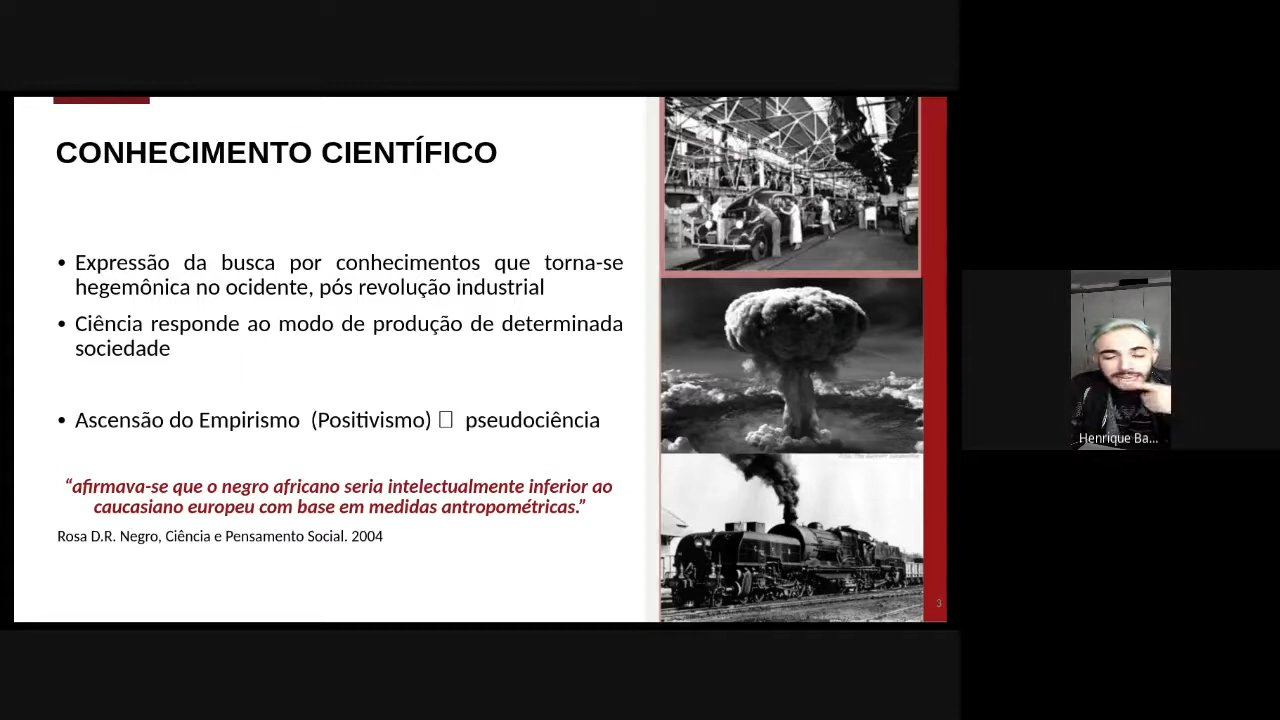 CONHECIMENTO CIENTÍFICO
• Expressão da busca por conhecimentos que torna-se
hegemônica no ocidente, pós revolução industrial
• Ciência responde ao modo de produção de determinada
sociedade
• Ascensão do Empirismo (Positivismo) pseudociência
“afirmava-se que o negro africano seria intelectualmente inferior ao
caucasiano europeu com base em medidas antropométricas.”
Rosa D.R. Negro, Ciência e Pensamento Social. 2004
3
Henrique Ba...